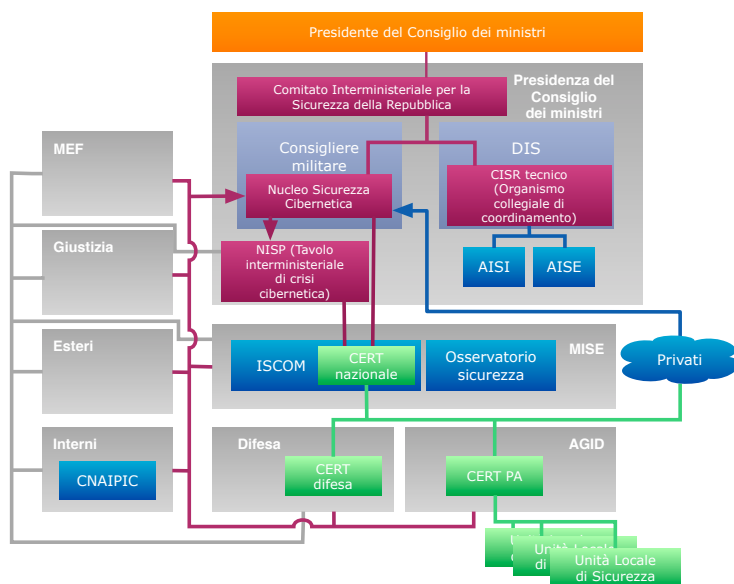 Presidente del Consiglio dei ministri
Comitato Interministeriale per la
Sicurezza della Repubblica
Presidenza del
Consiglio
dei ministri
MEF
Consigliere
militare
DIS
Nucleo Sicurezza
Cibernetica
CISR tecnico
(Organismo
collegiale di
coordinamento)
Giustizia
NISP (Tavolo
interministeriale
di crisi
cibernetica)
AISI
AISE
Esteri
ISCOM
CERT
nazionale
Osservatorio
sicurezza
MISE
Privati
Interni
CNAIPIC
Difesa
CERT
difesa
AGID
CERT PA
Unità Locale
di
Unità Locale
di Sicurezza